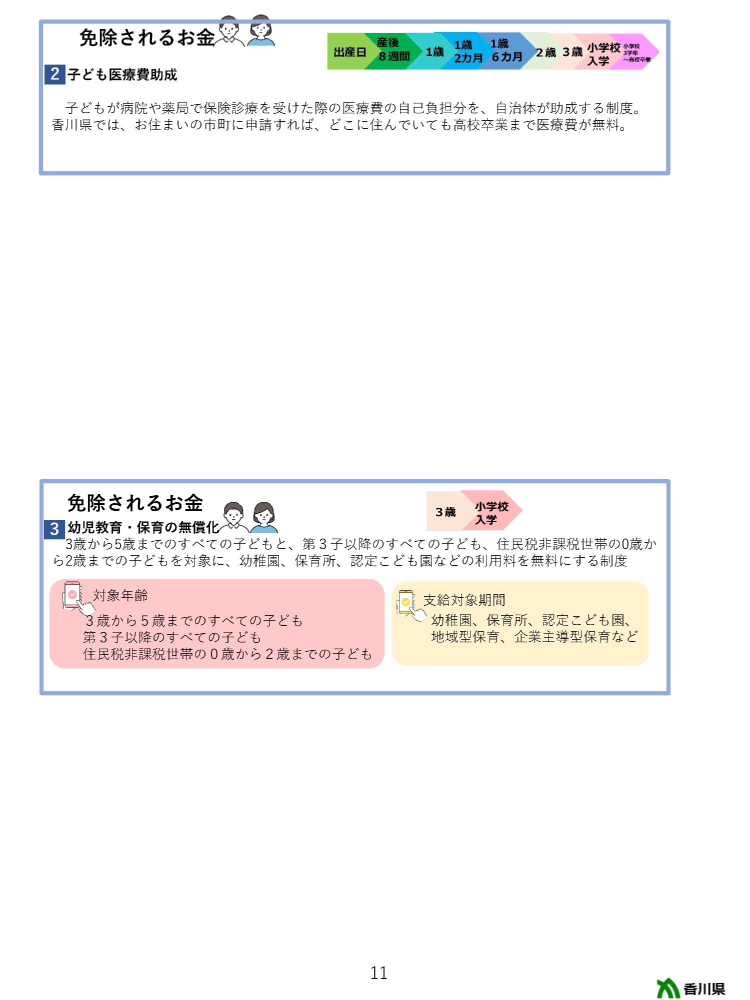 免除されるお金
出産日
産後
８週間
1歳
1歳
2カ月
1歳
６カ月
２歳
３歳
小学校
入学
小学校
3学年
～高校卒業
2 子ども医療費助成
子どもが病院や薬局で保険診療を受けた際の医療費の自己負担分を、自治体が助成する制度。
香川県では、お住まいの市町に申請すれば、どこに住んでいても高校卒業まで医療費が無料。
免除されるお金
３歳
小学校
入学
3 幼児教育・保育の無償化
3歳から5歳までのすべての子どもと、第３子以降のすべての子ども、住民税非課税世帯の0歳か
ら2歳までの子どもを対象に、幼稚園、保育所、認定こども園などの利用料を無料にする制度
対象年齢
３歳から５歳までのすべての子ども
第３子以降のすべての子ども
住民税非課税世帯の０歳から２歳までの子ども
支給対象期間
幼稚園、保育所、認定こども園、
地域型保育、企業主導型保育など
11
香川県